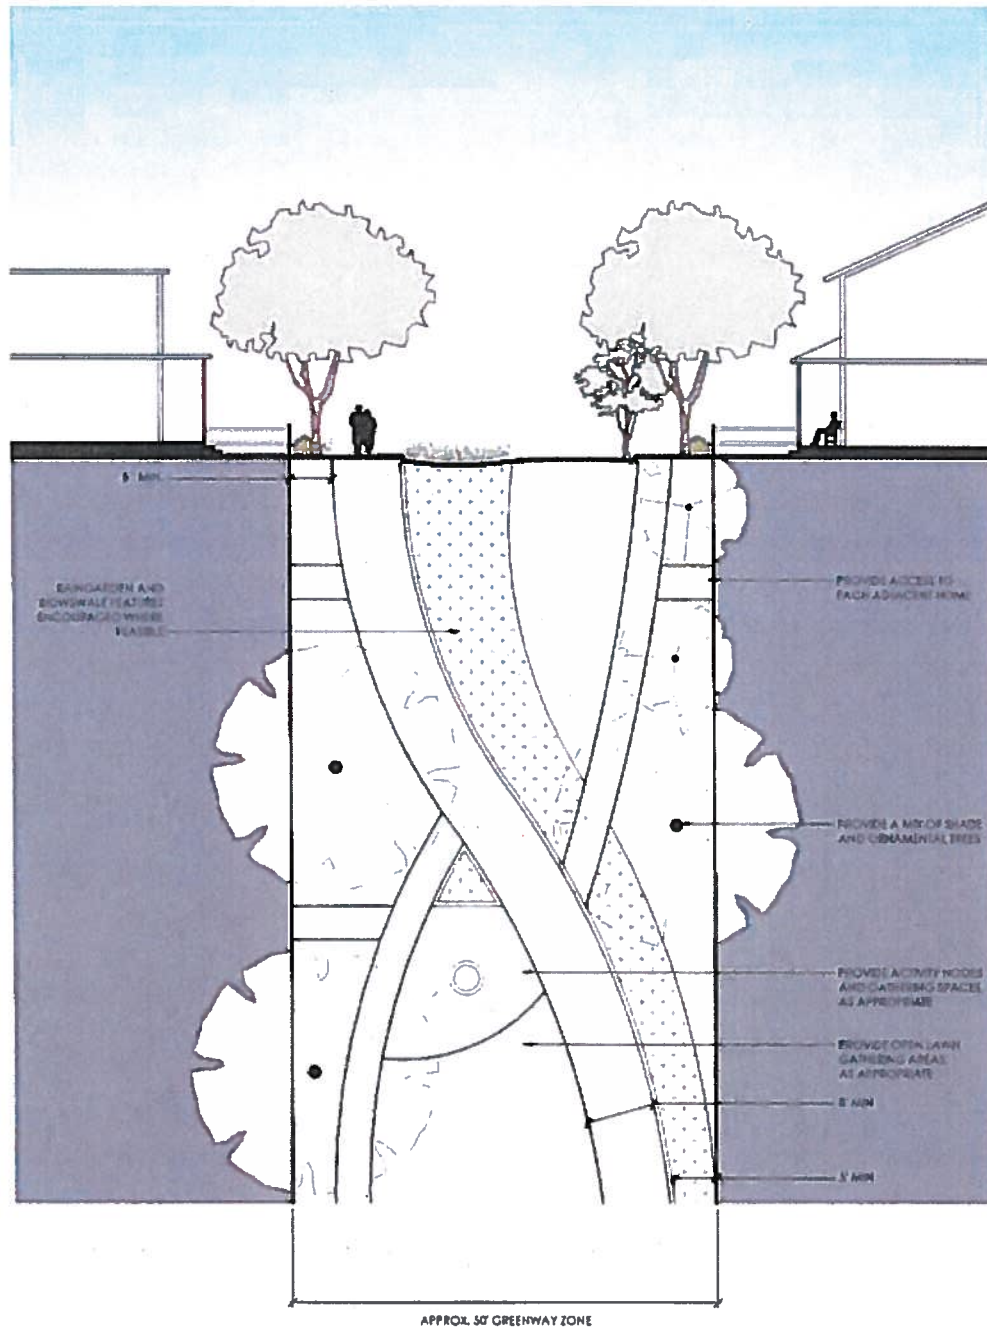 5' MIN
RAINGARDEN AND
BIOSWALE FEATURES
ENCOURAGED WHERE
FEASIBLE
PROVIDE ACCESS TO
EACH ADJACENT HOME
PROVIDE A MIX OF SHADE
AND ORNAMENTAL TREES
PROVIDE ACTIVITY NODES
AND GATHERING SPACES
AS APPROPRIATE
PROVIDE OPEN LAWN
GATHERING AREAS
AS APPROPRIATE
8' MIN
5' MIN
APPROX. 50' GREENWAY ZONE